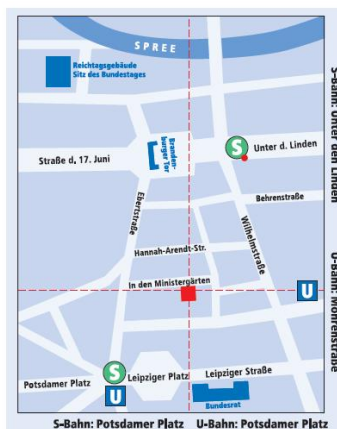 SPREE
Reichtagsgebäude
Sitz des Bundestages
Branden-
burger Tor
S
Unter d. Linden
Straße d. 17. Juni
Ebertstraße
Behrenstraße
Wilhelmstraße
Hannah-Arendt-Str.
In den Ministergärten
U
S
Potsdamer Platz
U
Leipziger Platz
Leipziger Straße
Bundesrat
S-Bahn: Unter den Linden
U-Bahn: Mohrenstraße
S-Bahn: Potsdamer Platz
U-Bahn: Potsdamer Platz